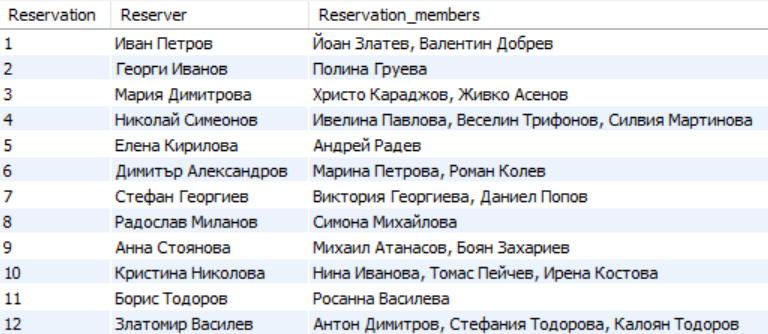 Reservation Reserver Reservation_members
1 Иван Петров Йоан Златев, Валентин Добрев
2 Георги Иванов Полина Груева
3 Мария Димитрова Христо Караджов, Живко Асенов
4 Николай Симеонов Ивелина Павлова, Веселин Трифонов, Силвия Мартинова
5 Елена Кирилова Андрей Радев
6 Димитър Александров Марина Петрова, Роман Колев
7 Стефан Георгиев Виктория Георгиева, Даниел Попов
8 Радослав Миланов Симона Михайлова
9 Анна Стоянова Михаил Атанасов, Боян Захариев
10 Кристина Николова Нина Иванова, Томас Пейчев, Ирена Костова
11 Борис Тодоров Росанна Василева
12 Златомир Василев Антон Димитров, Стефания Тодорова, Калоян Тодоров